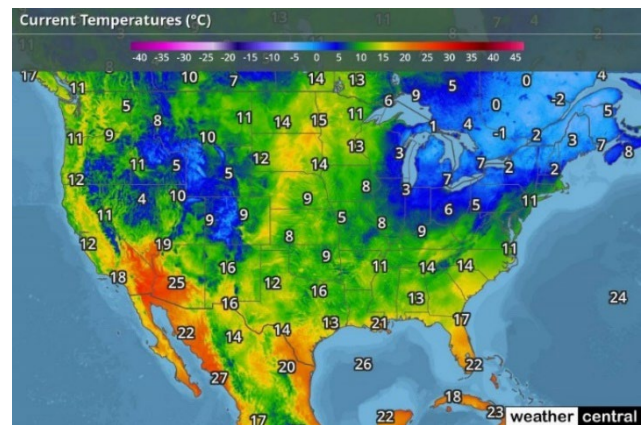 Current Temperatures (°C)
-40 -35 -30 -25 -20 -15 -10 -5 0 5 10 15 20 25 30 35 40 45
17 11 10 7 14 13 5 0 4
5 6 9 -2 5
8 11 14 15 11 1 4 0
11 9 10 13 3 -1 2 3 7 8
11 5 12 14 7 7 2 2
12 5 3
4 10 9 8 6 5 11
11 9 9 5 8 9
12 19 8 11
18 25 16 9 11 14 14
12 16 13 24
16
22 14 14 13 21 17
27 20 26 22
17 22 18 23
weather central